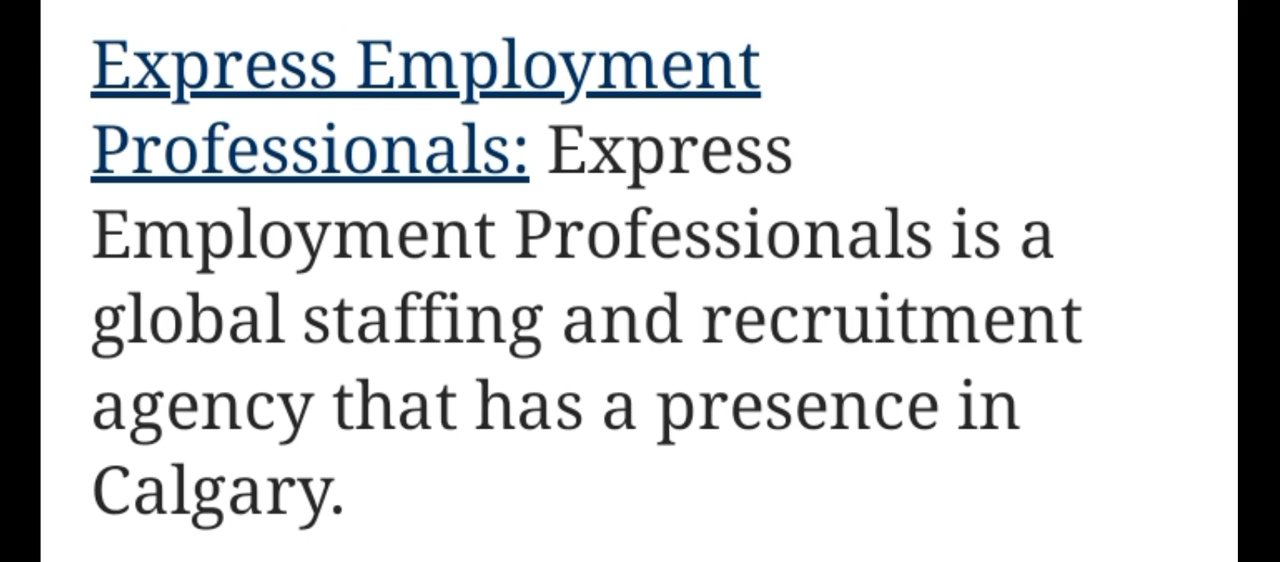 Express Employment
Professionals: Express
Employment Professionals is a
global staffing and recruitment
agency that has a presence in
Calgary.